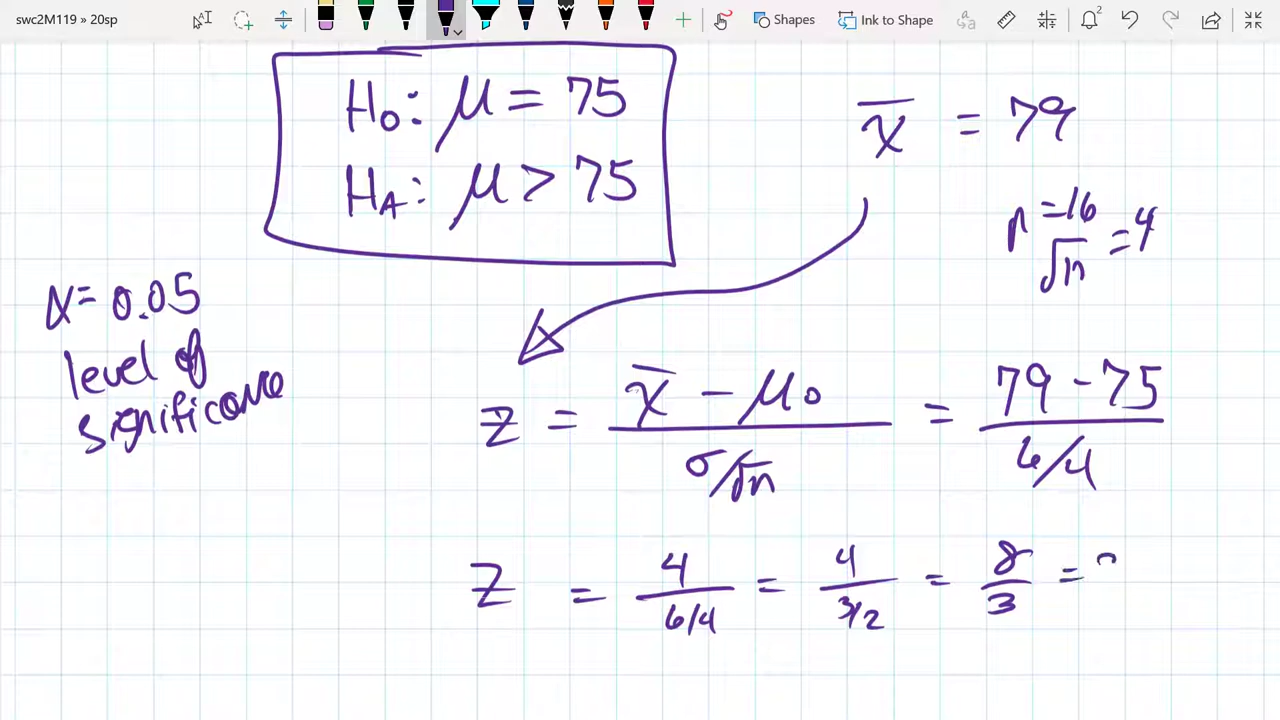 swc2M119 » 20sp
Shapes
Ink to Shape
H₀: μ = 75
x̄ = 79
H_A: μ > 75
n = 16
√n = 4
α = 0.05
level of
significance
z = (x̄ - μ₀)/(σ/√n) = (79 - 75)/(6/4)
z = 4/(6/4) = 4/(3/2) = 8/3 =